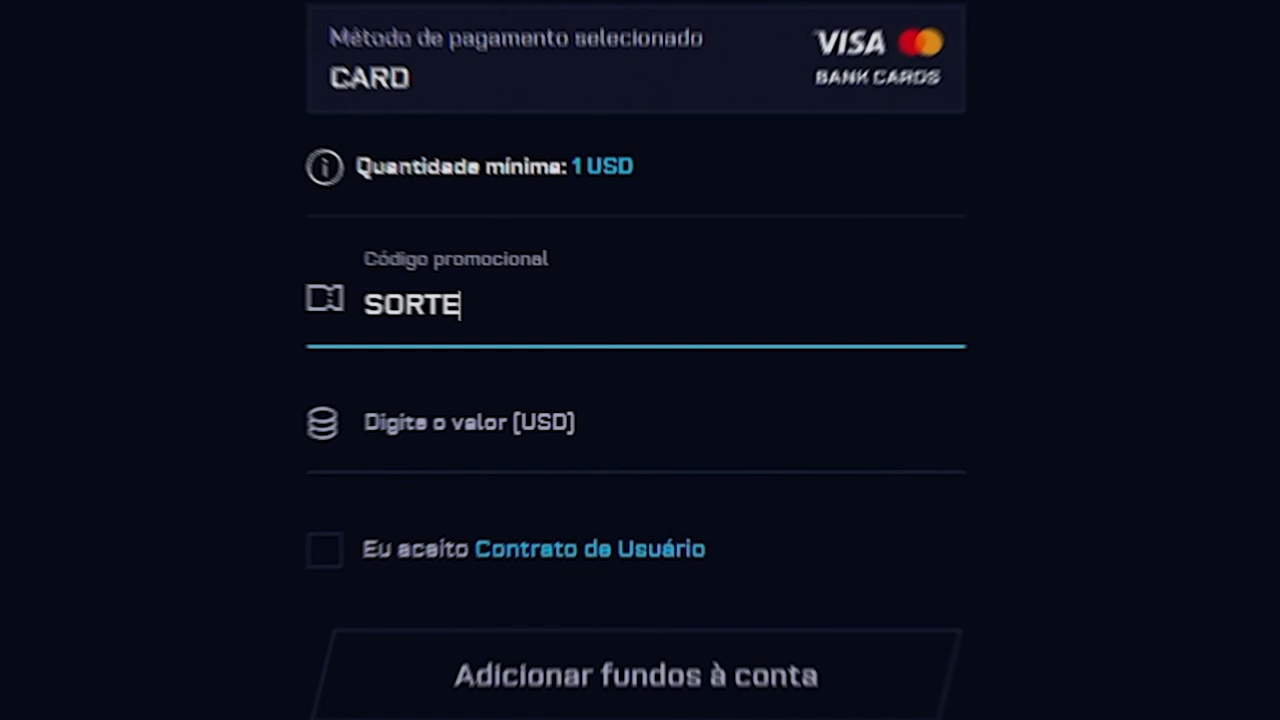 Método de pagamento selecionado
VISA
CARD
BANK CARDS
Quantidade mínima: 1 USD
Código promocional
SORTE
Digite o valor (USD)
Eu aceito Contrato de Usuário
Adicionar fundos à conta